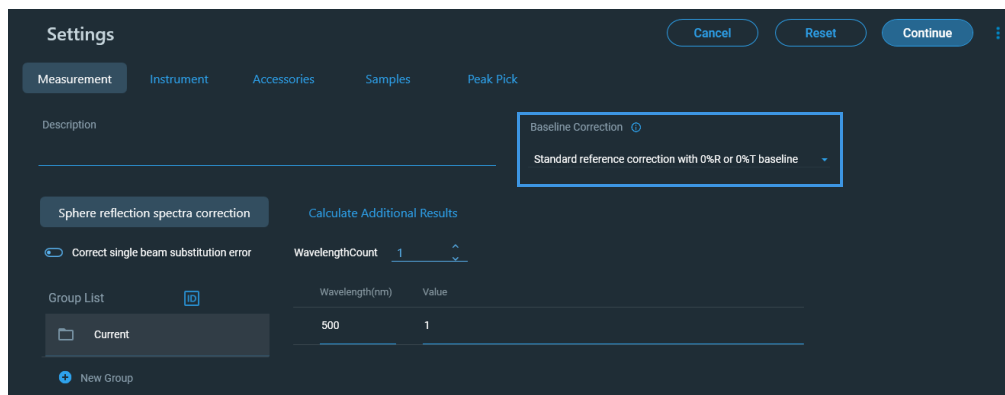 Settings
Cancel
Reset
Continue
Measurement
Instrument
Accessories
Samples
Peak Pick
Description
Baseline Correction
Standard reference correction with 0%R or 0%T baseline
Sphere reflection spectra correction
Calculate Additional Results
Correct single beam substitution error
WavelengthCount 1
Group List
ID
Wavelength(nm) Value
Current
500 1
New Group